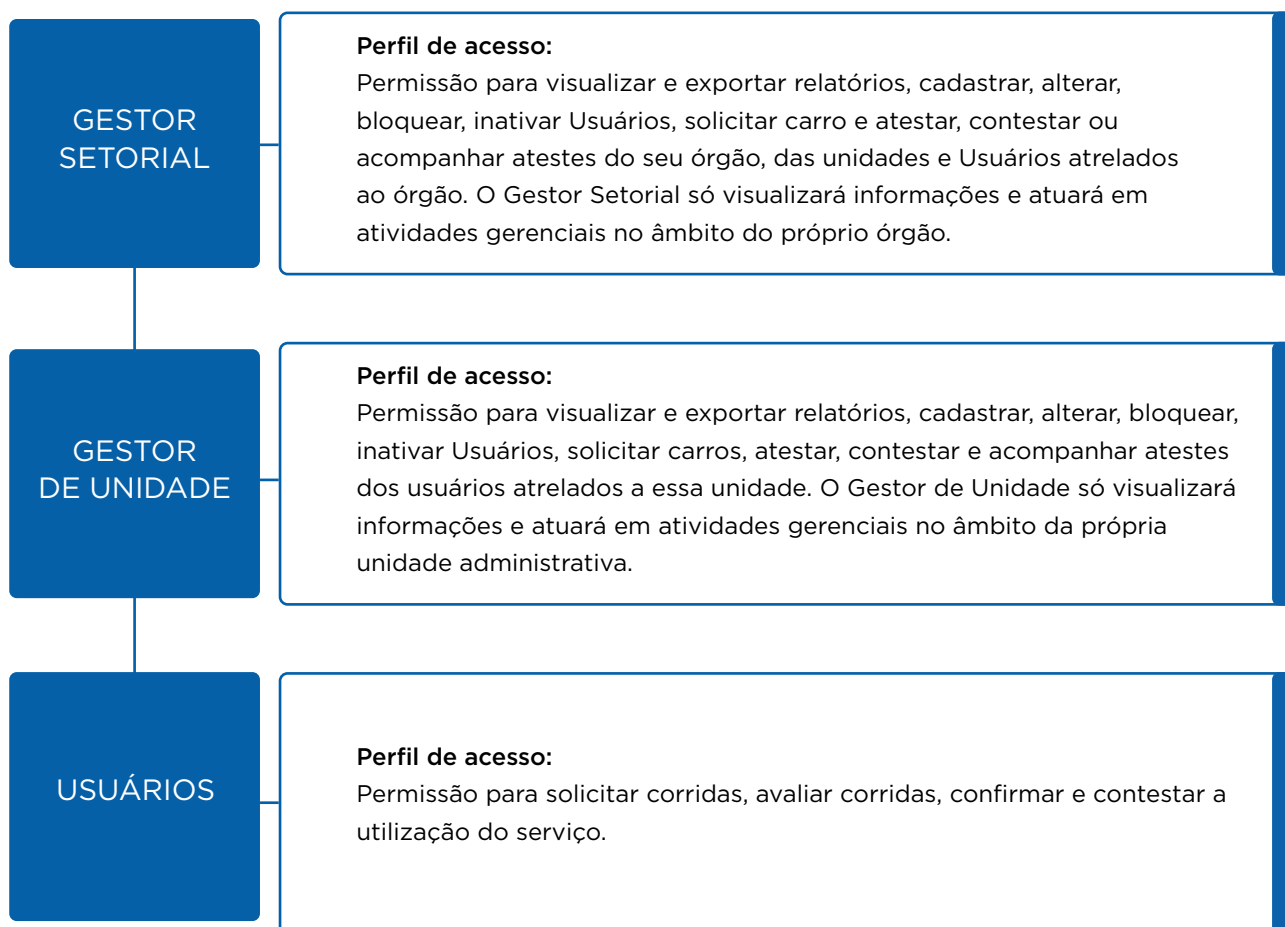 GESTOR
SETORIAL
Perfil de acesso:
Permissão para visualizar e exportar relatórios, cadastrar, alterar,
bloquear, inativar Usuários, solicitar carro e atestar, contestar ou
acompanhar atestes do seu órgão, das unidades e Usuários atrelados
ao órgão. O Gestor Setorial só visualizará informações e atuará em
atividades gerenciais no âmbito do próprio órgão.
GESTOR
DE UNIDADE
Perfil de acesso:
Permissão para visualizar e exportar relatórios, cadastrar, alterar, bloquear,
inativar Usuários, solicitar carros, atestar, contestar e acompanhar atestes
dos usuários atrelados a essa unidade. O Gestor de Unidade só visualizará
informações e atuará em atividades gerenciais no âmbito da própria
unidade administrativa.
USUÁRIOS
Perfil de acesso:
Permissão para solicitar corridas, avaliar corridas, confirmar e contestar a
utilização do serviço.